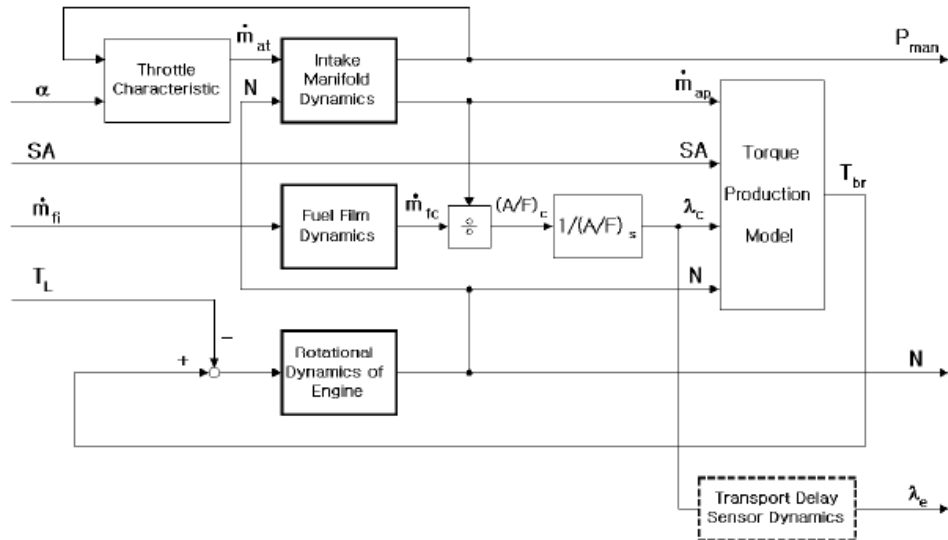 ṁat
Pman
Throttle
Characteristic
Intake
Manifold
Dynamics
N
α
ṁap
SA
SA
Torque
Production
Model
Tbr
ṁfi
Fuel Film
Dynamics
ṁfc
÷
(A/F)c
1/(A/F)s
λc
N
TL
−
+
Rotational
Dynamics of
Engine
N
Transport Delay
Sensor Dynamics
λe